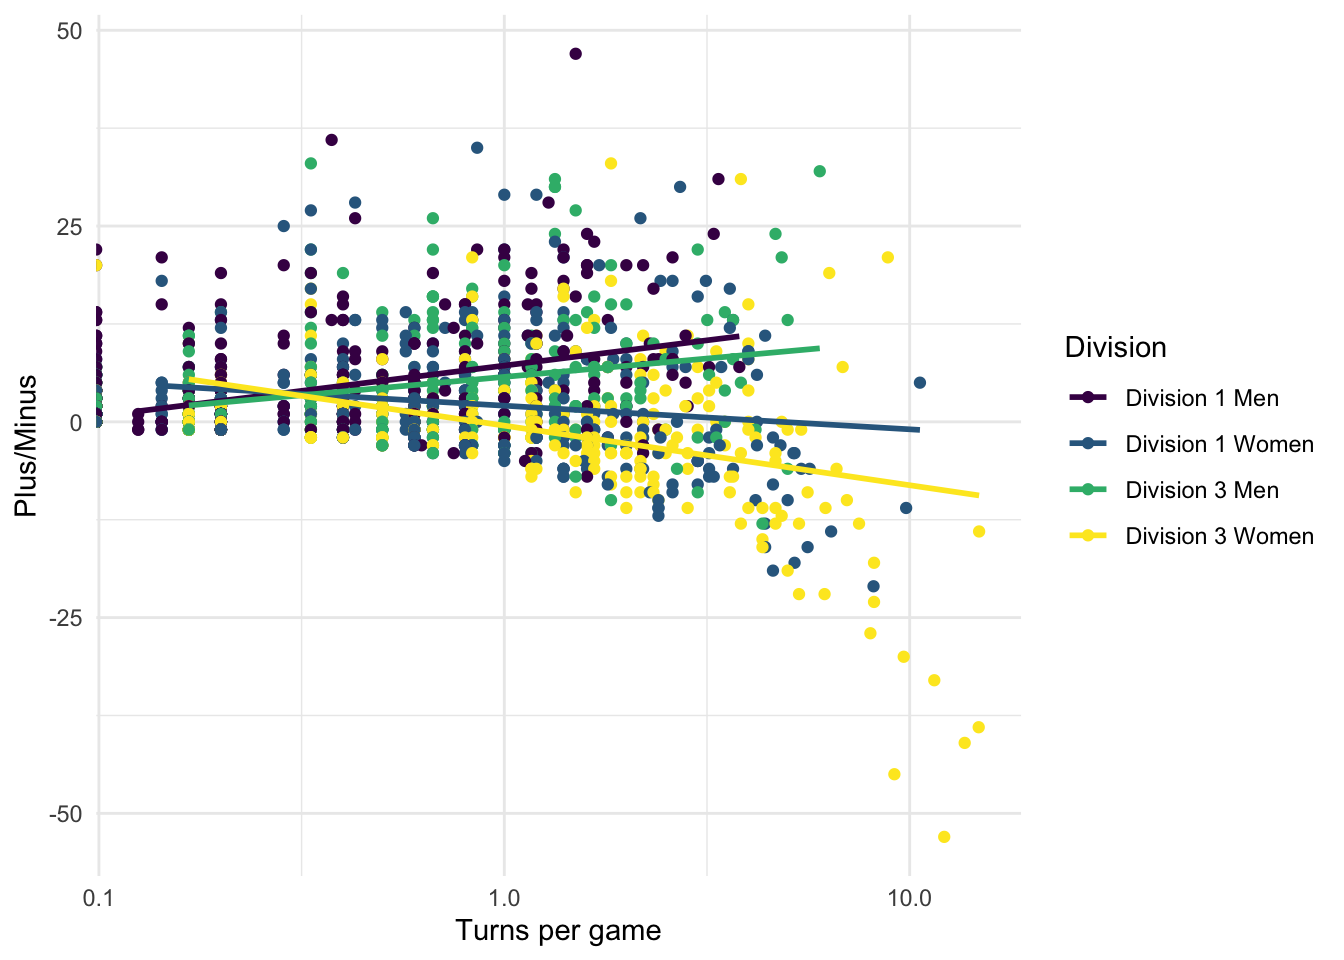 50
25
0
-25
-50
Plus/Minus
0.1
1.0
10.0
Turns per game
Division
Division 1 Men
Division 1 Women
Division 3 Men
Division 3 Women